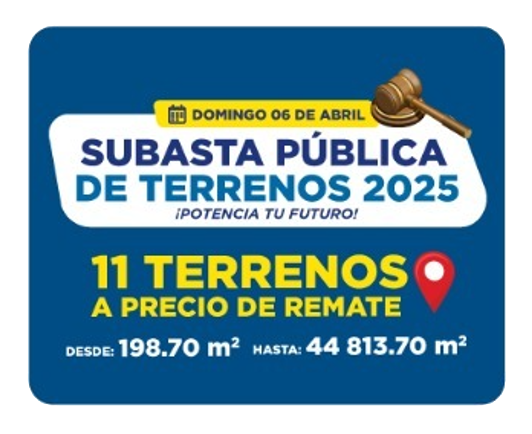 DOMINGO 06 DE ABRIL
SUBASTA PÚBLICA
DE TERRENOS 2025
¡POTENCIA TU FUTURO!
11 TERRENOS
A PRECIO DE REMATE
DESDE: 198.70 m² HASTA: 44 813.70 m²